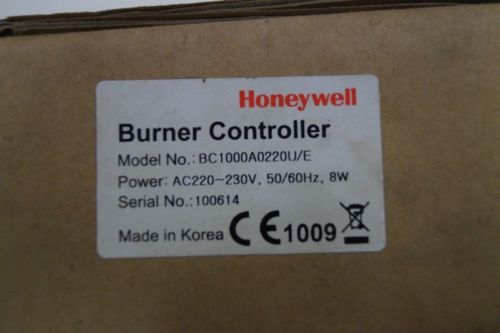 Honeywell
Burner Controller
Model No.: BC1000A0220U/E
Power: AC220~230V, 50/60Hz, 8W
Serial No.:100614
Made in Korea CE1009